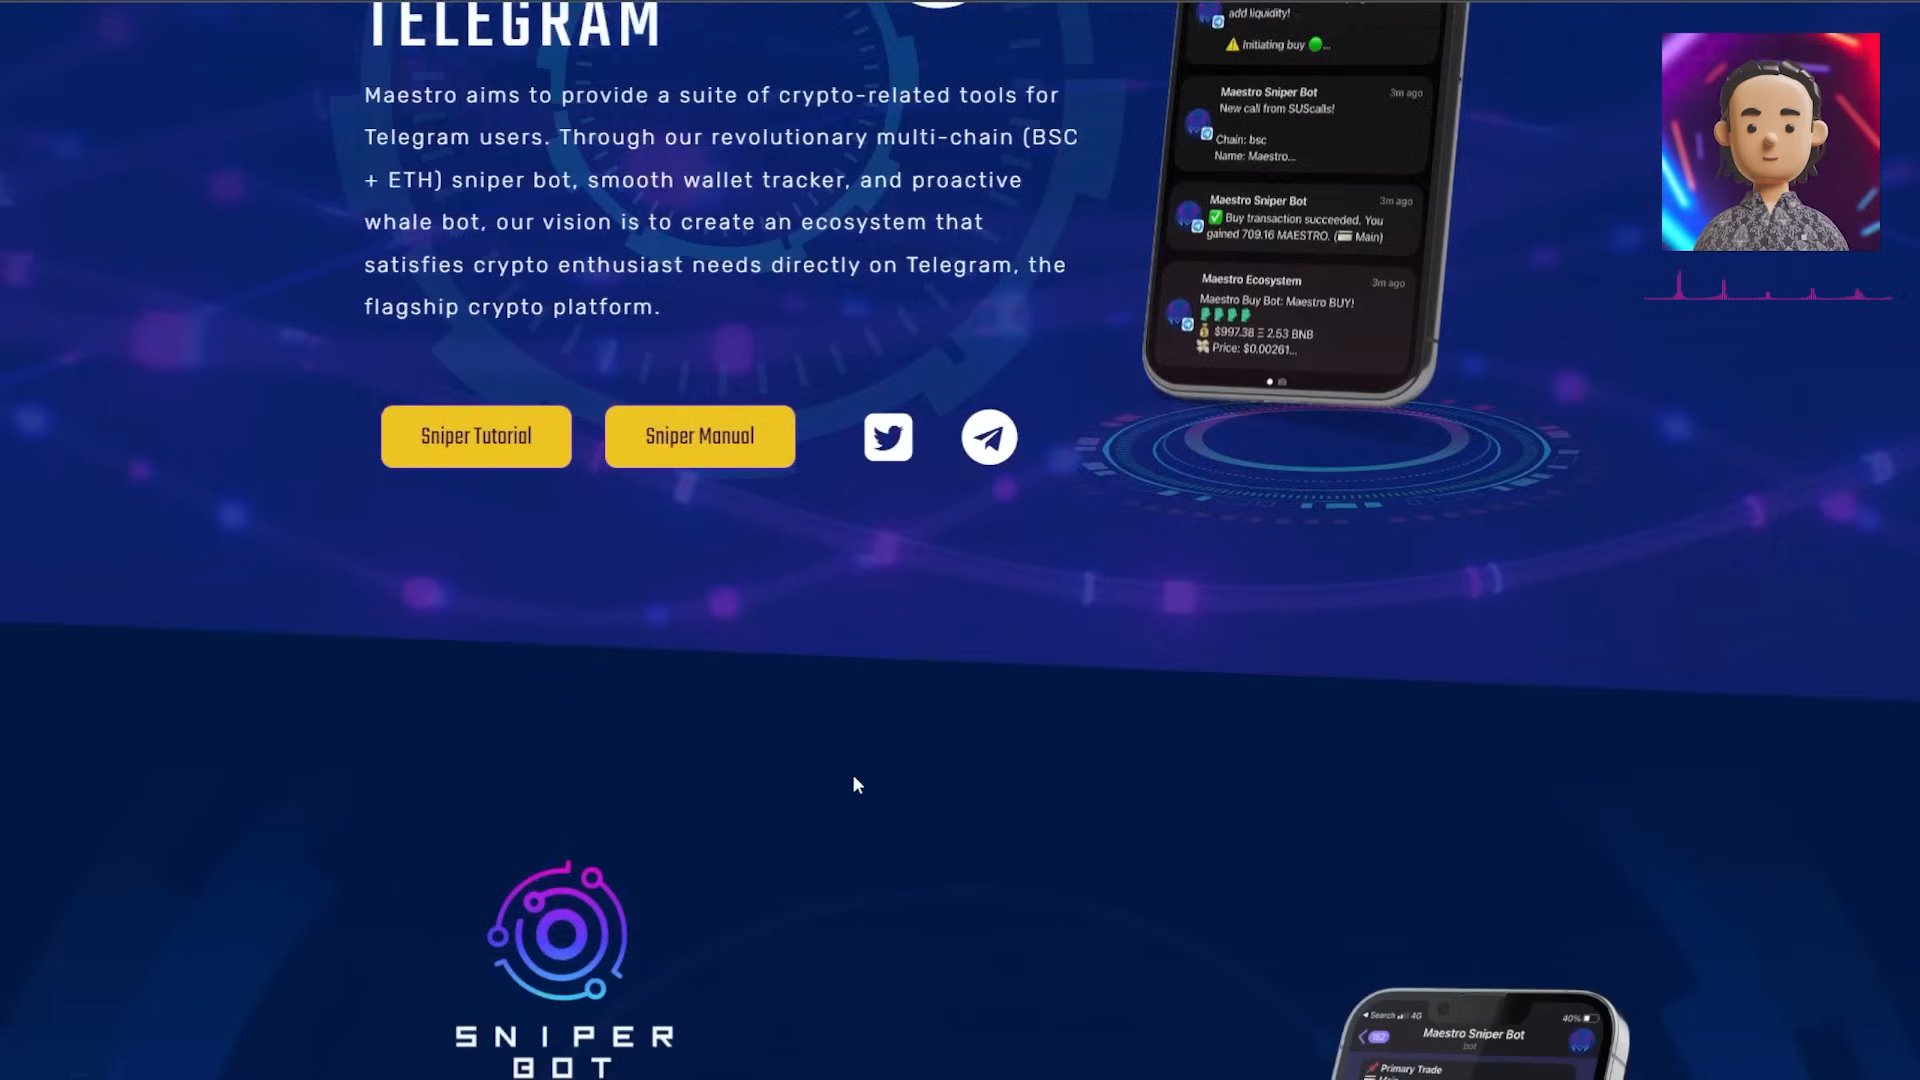 TELEGRAM
Maestro aims to provide a suite of crypto-related tools for
Telegram users. Through our revolutionary multi-chain (BSC
+ ETH) sniper bot, smooth wallet tracker, and proactive
whale bot, our vision is to create an ecosystem that
satisfies crypto enthusiast needs directly on Telegram, the
flagship crypto platform.
Sniper Tutorial
Sniper Manual
add liquidity!
⚠️ Initiating buy 🟢...
Maestro Sniper Bot 3m ago
New call from SUScalls!
Chain: bsc
Name: Maestro...
Maestro Sniper Bot 3m ago
✅ Buy transaction succeeded. You
gained 709.16 MAESTRO. (💳 Main)
Maestro Ecosystem 3m ago
Maestro Buy Bot: Maestro BUY!
💰 $997.38 Ξ 2.53 BNB
💸 Price: $0.00261...
SNIPER
BOT
Search 4G 40%
152 Maestro Sniper Bot
bot
📌 Primary Trade